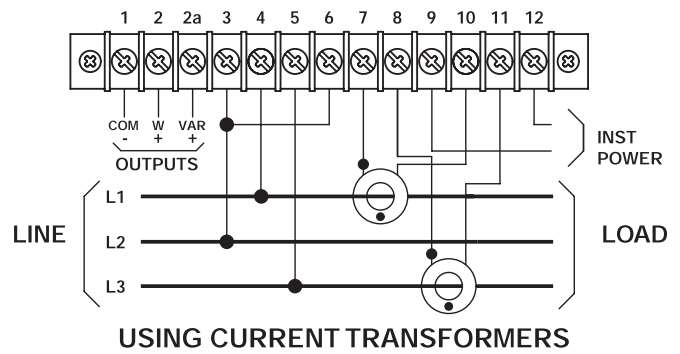 1 2 2a 3 4 5 6 7 8 9 10 11 12
COM W VAR
- + +
OUTPUTS
INST
POWER
L1
LINE L2 LOAD
L3
USING CURRENT TRANSFORMERS